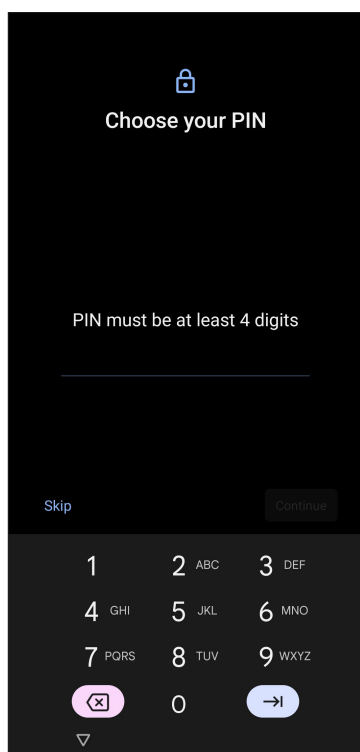 Choose your PIN
PIN must be at least 4 digits
Skip Continue
1 2 ABC 3 DEF
4 GHI 5 JKL 6 MNO
7 PQRS 8 TUV 9 WXYZ
0